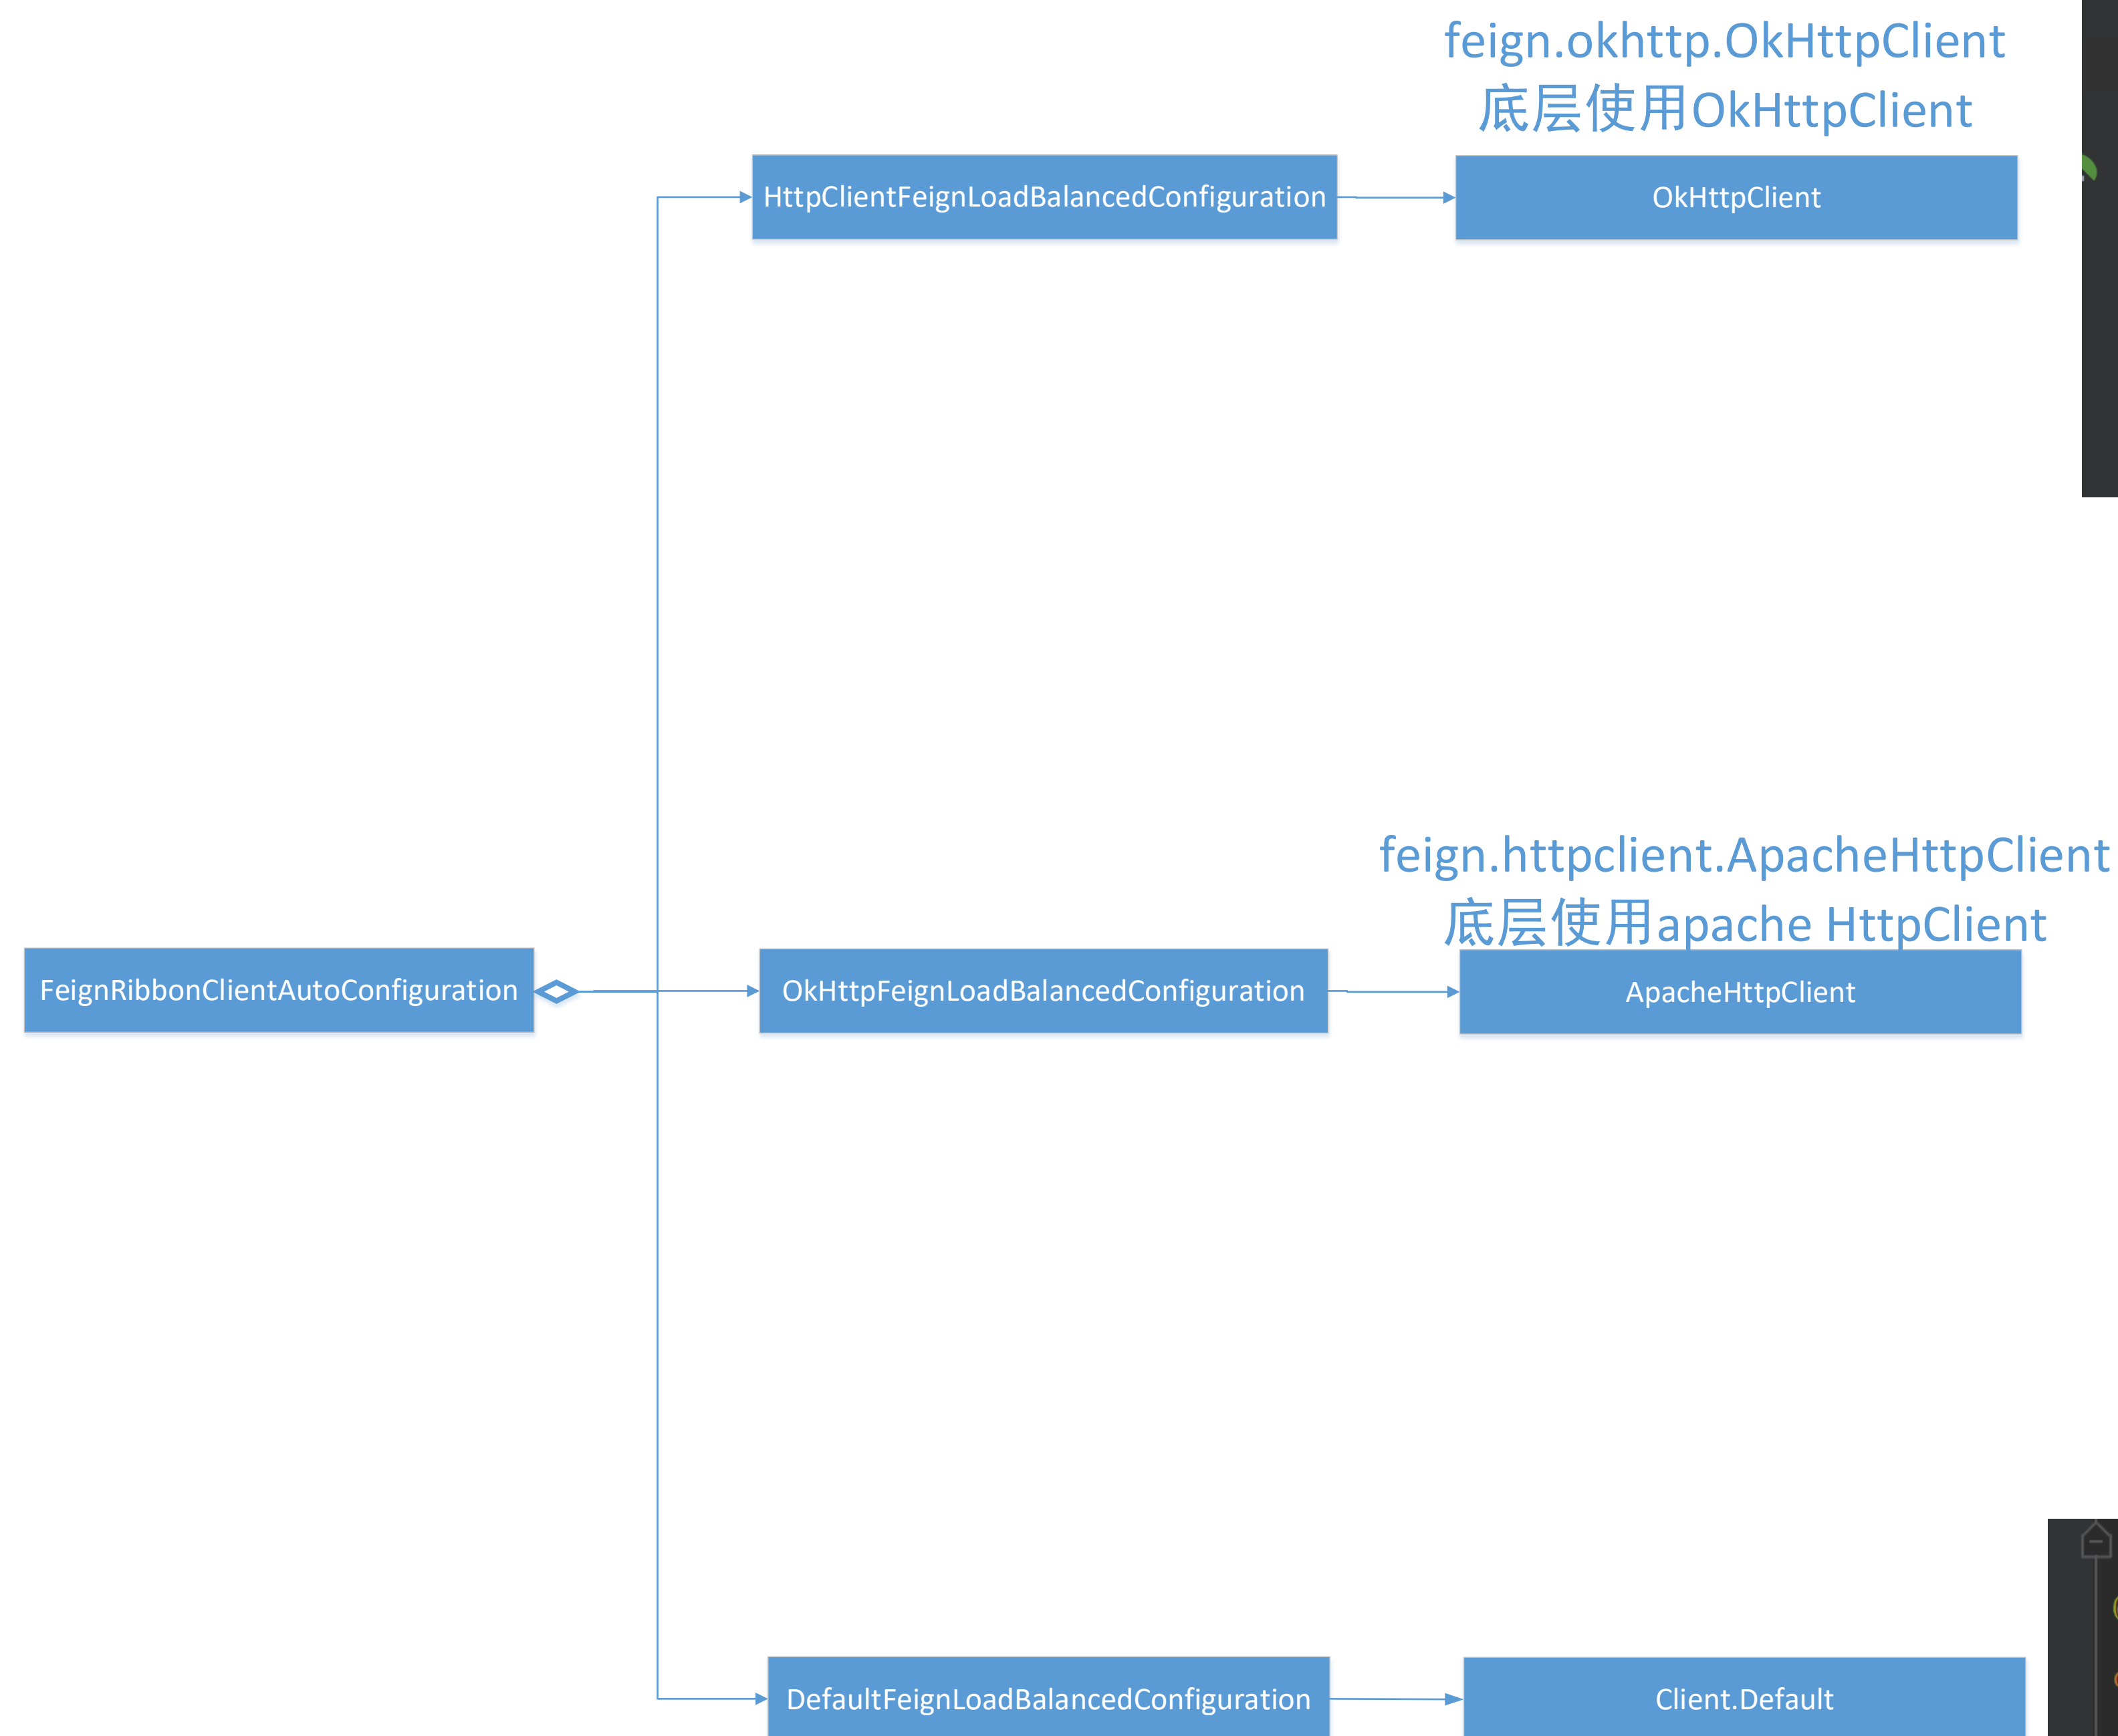 feign.okhttp.OkHttpClient
底层使用OkHttpClient
HttpClientFeignLoadBalancedConfiguration
OkHttpClient
feign.httpclient.ApacheHttpClient
底层使用apache HttpClient
FeignRibbonClientAutoConfiguration
OkHttpFeignLoadBalancedConfiguration
ApacheHttpClient
DefaultFeignLoadBalancedConfiguration
Client.Default